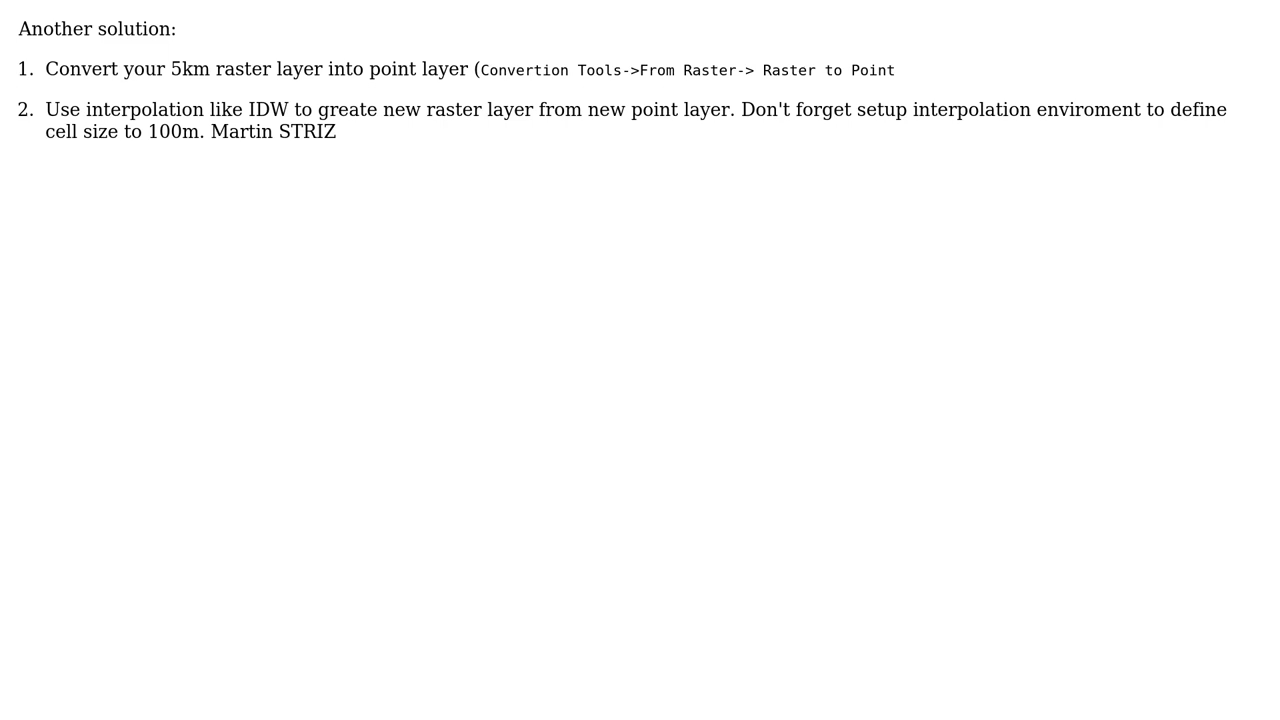 Another solution:
1. Convert your 5km raster layer into point layer (Convertion Tools->From Raster-> Raster to Point
2. Use interpolation like IDW to greate new raster layer from new point layer. Don't forget setup interpolation enviroment to define
cell size to 100m. Martin STRIZ